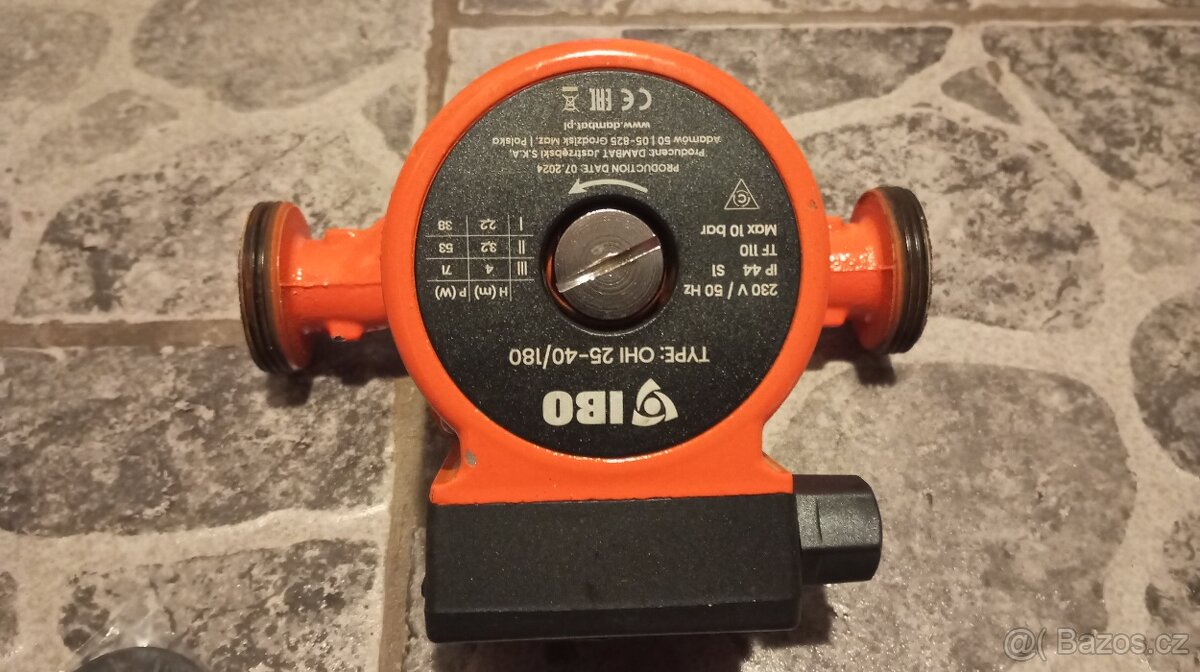 IBO
TYPE: OHI 25-40/180
230 V / 50 Hz
IP 44 S1
TF 110
Max 10 bar
H (m) P (W)
III 4 71
II 3,2 53
I 2,2 38
PRODUCTION DATE: 07.2024
Producent: DAMBAT Jastrzębski S.K.A.
Adamów 50 | 05-825 Grodzisk Maz. | Polska
www.dambat.pl
CE EAC
@( Bazos.cz